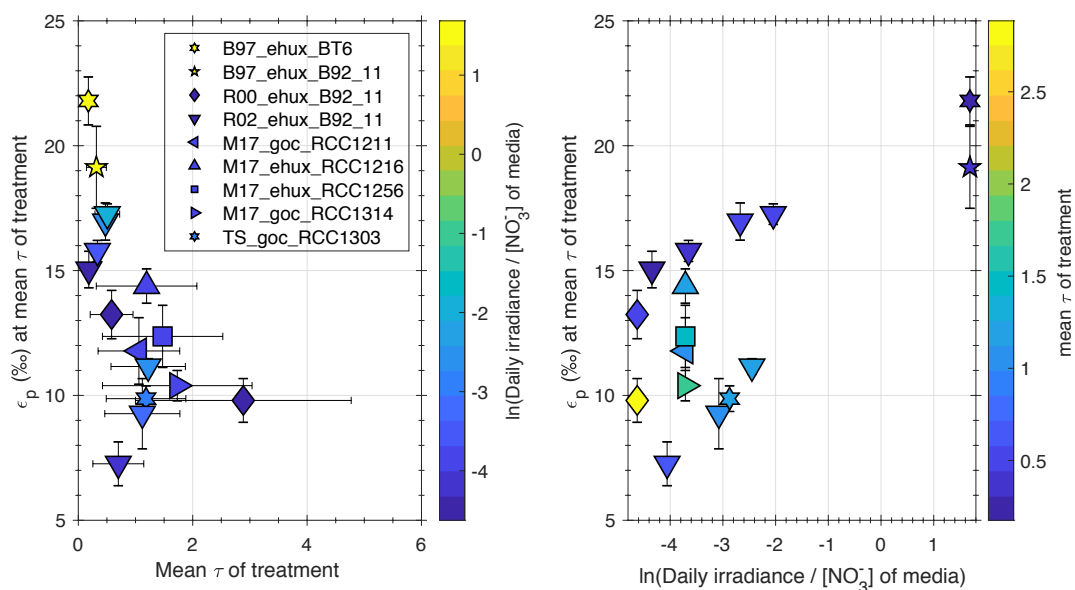 25
20
15
10
5
ϵp (‰) at mean τ of treatment
0
2
4
6
Mean τ of treatment
B97_ehux_BT6
B97_ehux_B92_11
R00_ehux_B92_11
R02_ehux_B92_11
M17_goc_RCC1211
M17_ehux_RCC1216
M17_ehux_RCC1256
M17_goc_RCC1314
TS_goc_RCC1303
1
0
-1
-2
-3
-4
ln(Daily irradiance / [NO3-] of media)
25
20
15
10
5
ϵp (‰) at mean τ of treatment
-4
-3
-2
-1
0
1
ln(Daily irradiance / [NO3-] of media)
2.5
2
1.5
1
0.5
mean τ of treatment